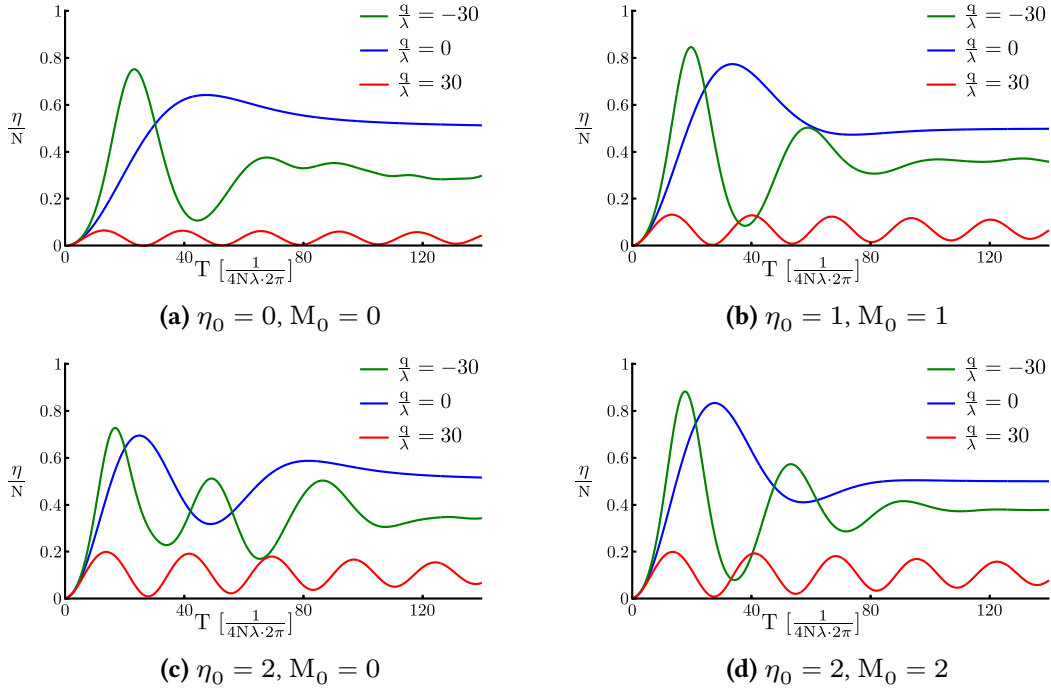 1
0.8
0.6
0.4
0.2
0
η/N
q/λ = −30
q/λ = 0
q/λ = 30
0
40
80
120
T [1/(4Nλ·2π)]
(a) η₀ = 0, M₀ = 0
1
0.8
0.6
0.4
0.2
0
η/N
q/λ = −30
q/λ = 0
q/λ = 30
0
40
80
120
T [1/(4Nλ·2π)]
(b) η₀ = 1, M₀ = 1
1
0.8
0.6
0.4
0.2
0
η/N
q/λ = −30
q/λ = 0
q/λ = 30
0
40
80
120
T [1/(4Nλ·2π)]
(c) η₀ = 2, M₀ = 0
1
0.8
0.6
0.4
0.2
0
η/N
q/λ = −30
q/λ = 0
q/λ = 30
0
40
80
120
T [1/(4Nλ·2π)]
(d) η₀ = 2, M₀ = 2